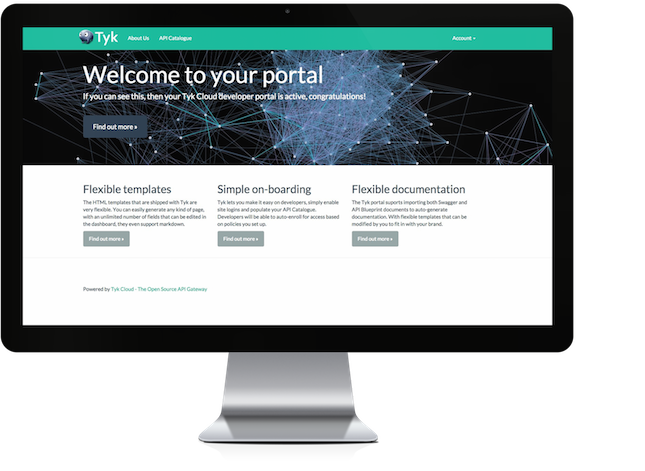 Tyk About Us API Catalogue Account
Welcome to your portal
If you can see this, then your Tyk Cloud developer portal is active, congratulations!
Find out more »
Flexible templates
The HTML templates that are shipped with Tyk are
very flexible. You can easily generate any kind of page,
with an unlimited number of fields that can be edited in
the dashboard, they even support markdown.
Find out more »
Simple on-boarding
Tyk lets you make it easy on developers, simply enable
site logins and populate your API Catalogue.
Developers will be able to auto-enroll for access based
on policies you set up.
Find out more »
Flexible documentation
The Tyk portal supports importing both Swagger and
API Blueprint documents to auto-generate
documentation. With flexible templates that can be
modified by you to fit in with your brand.
Find out more »
Powered by Tyk Cloud - The Open Source API Gateway